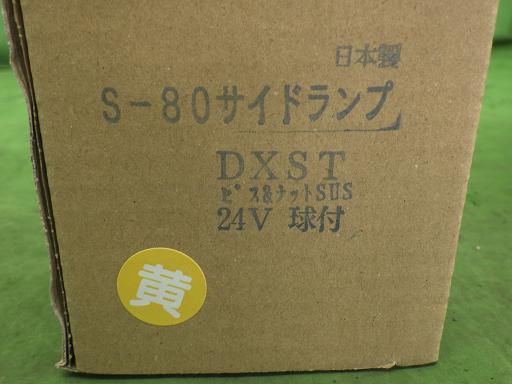 日本製
S-80サイドランプ
DXST
ビス&ナットSUS
24V 球付
黄